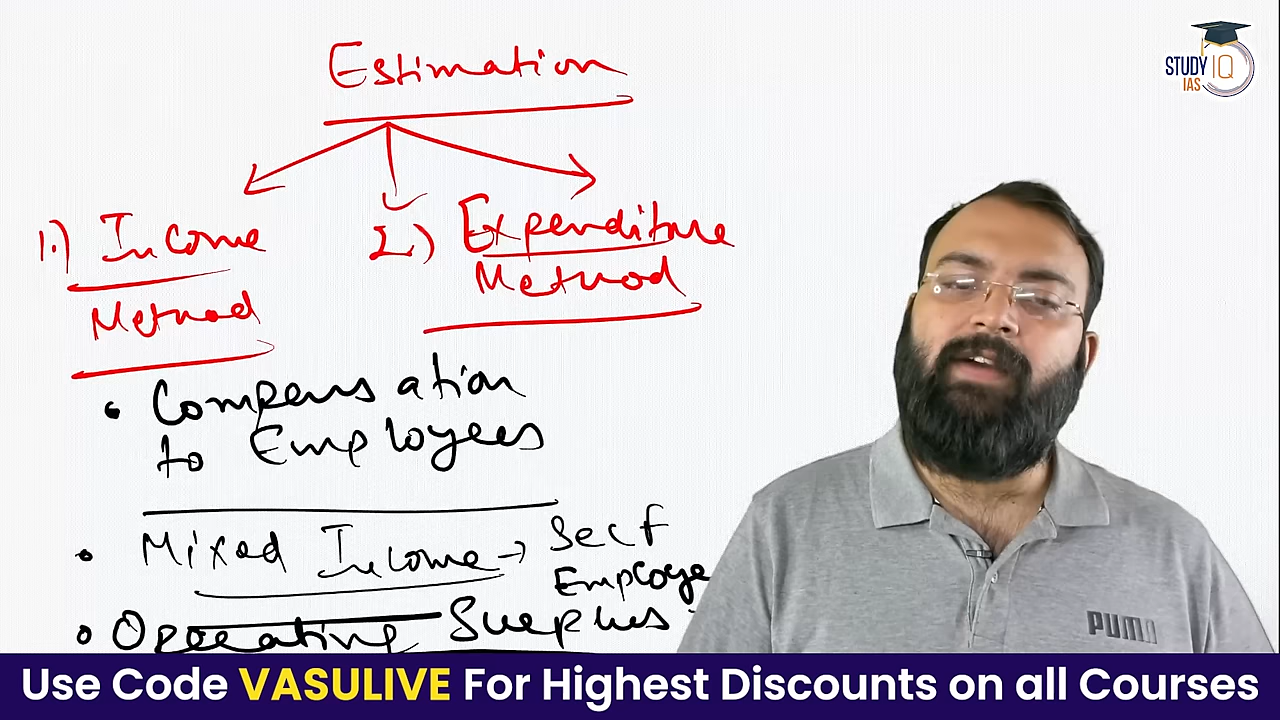 Estimation
1.) Income
Method
2.) Expenditure
Method
• Compensation
to Employees
• Mixed Income → Self
Employe
• Operating Surplus
STUDY IQ
IAS
PUMA
Use Code VASULIVE For Highest Discounts on all Courses